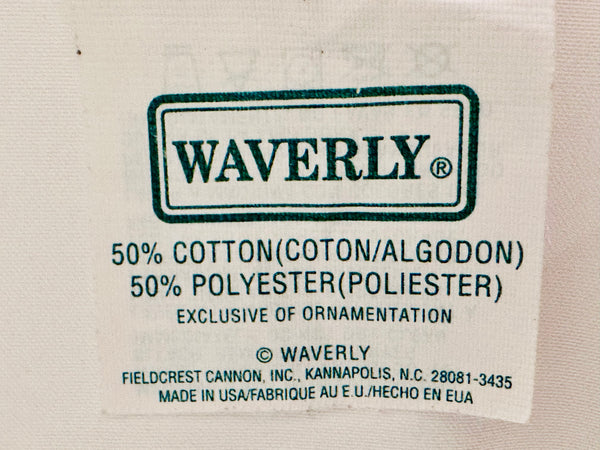 WAVERLY®
50% COTTON(COTON/ALGODON)
50% POLYESTER(POLIESTER)
EXCLUSIVE OF ORNAMENTATION
© WAVERLY
FIELDCREST CANNON, INC., KANNAPOLIS, N.C. 28081-3435
MADE IN USA/FABRIQUE AU E.U./HECHO EN EUA